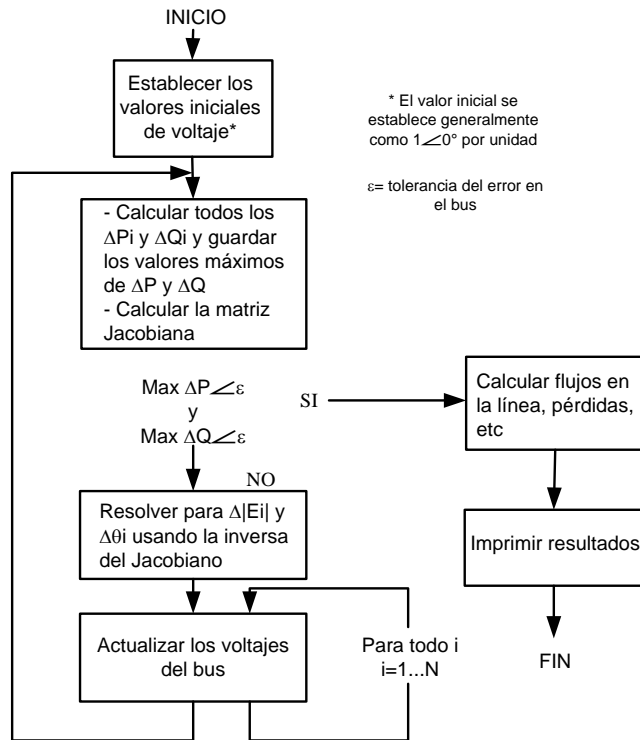 INICIO
Establecer los
valores iniciales
de voltaje*
* El valor inicial se
establece generalmente
como 1∠0° por unidad
ε= tolerancia del error en
el bus
- Calcular todos los
ΔPi y ΔQi y guardar
los valores máximos
de ΔP y ΔQ
- Calcular la matriz
Jacobiana
Max ΔP∠ε
y
Max ΔQ∠ε
SI
Calcular flujos en
la línea, pérdidas,
etc
NO
Resolver para Δ|Ei| y
Δθi usando la inversa
del Jacobiano
Imprimir resultados
Actualizar los voltajes
del bus
Para todo i
i=1...N
FIN